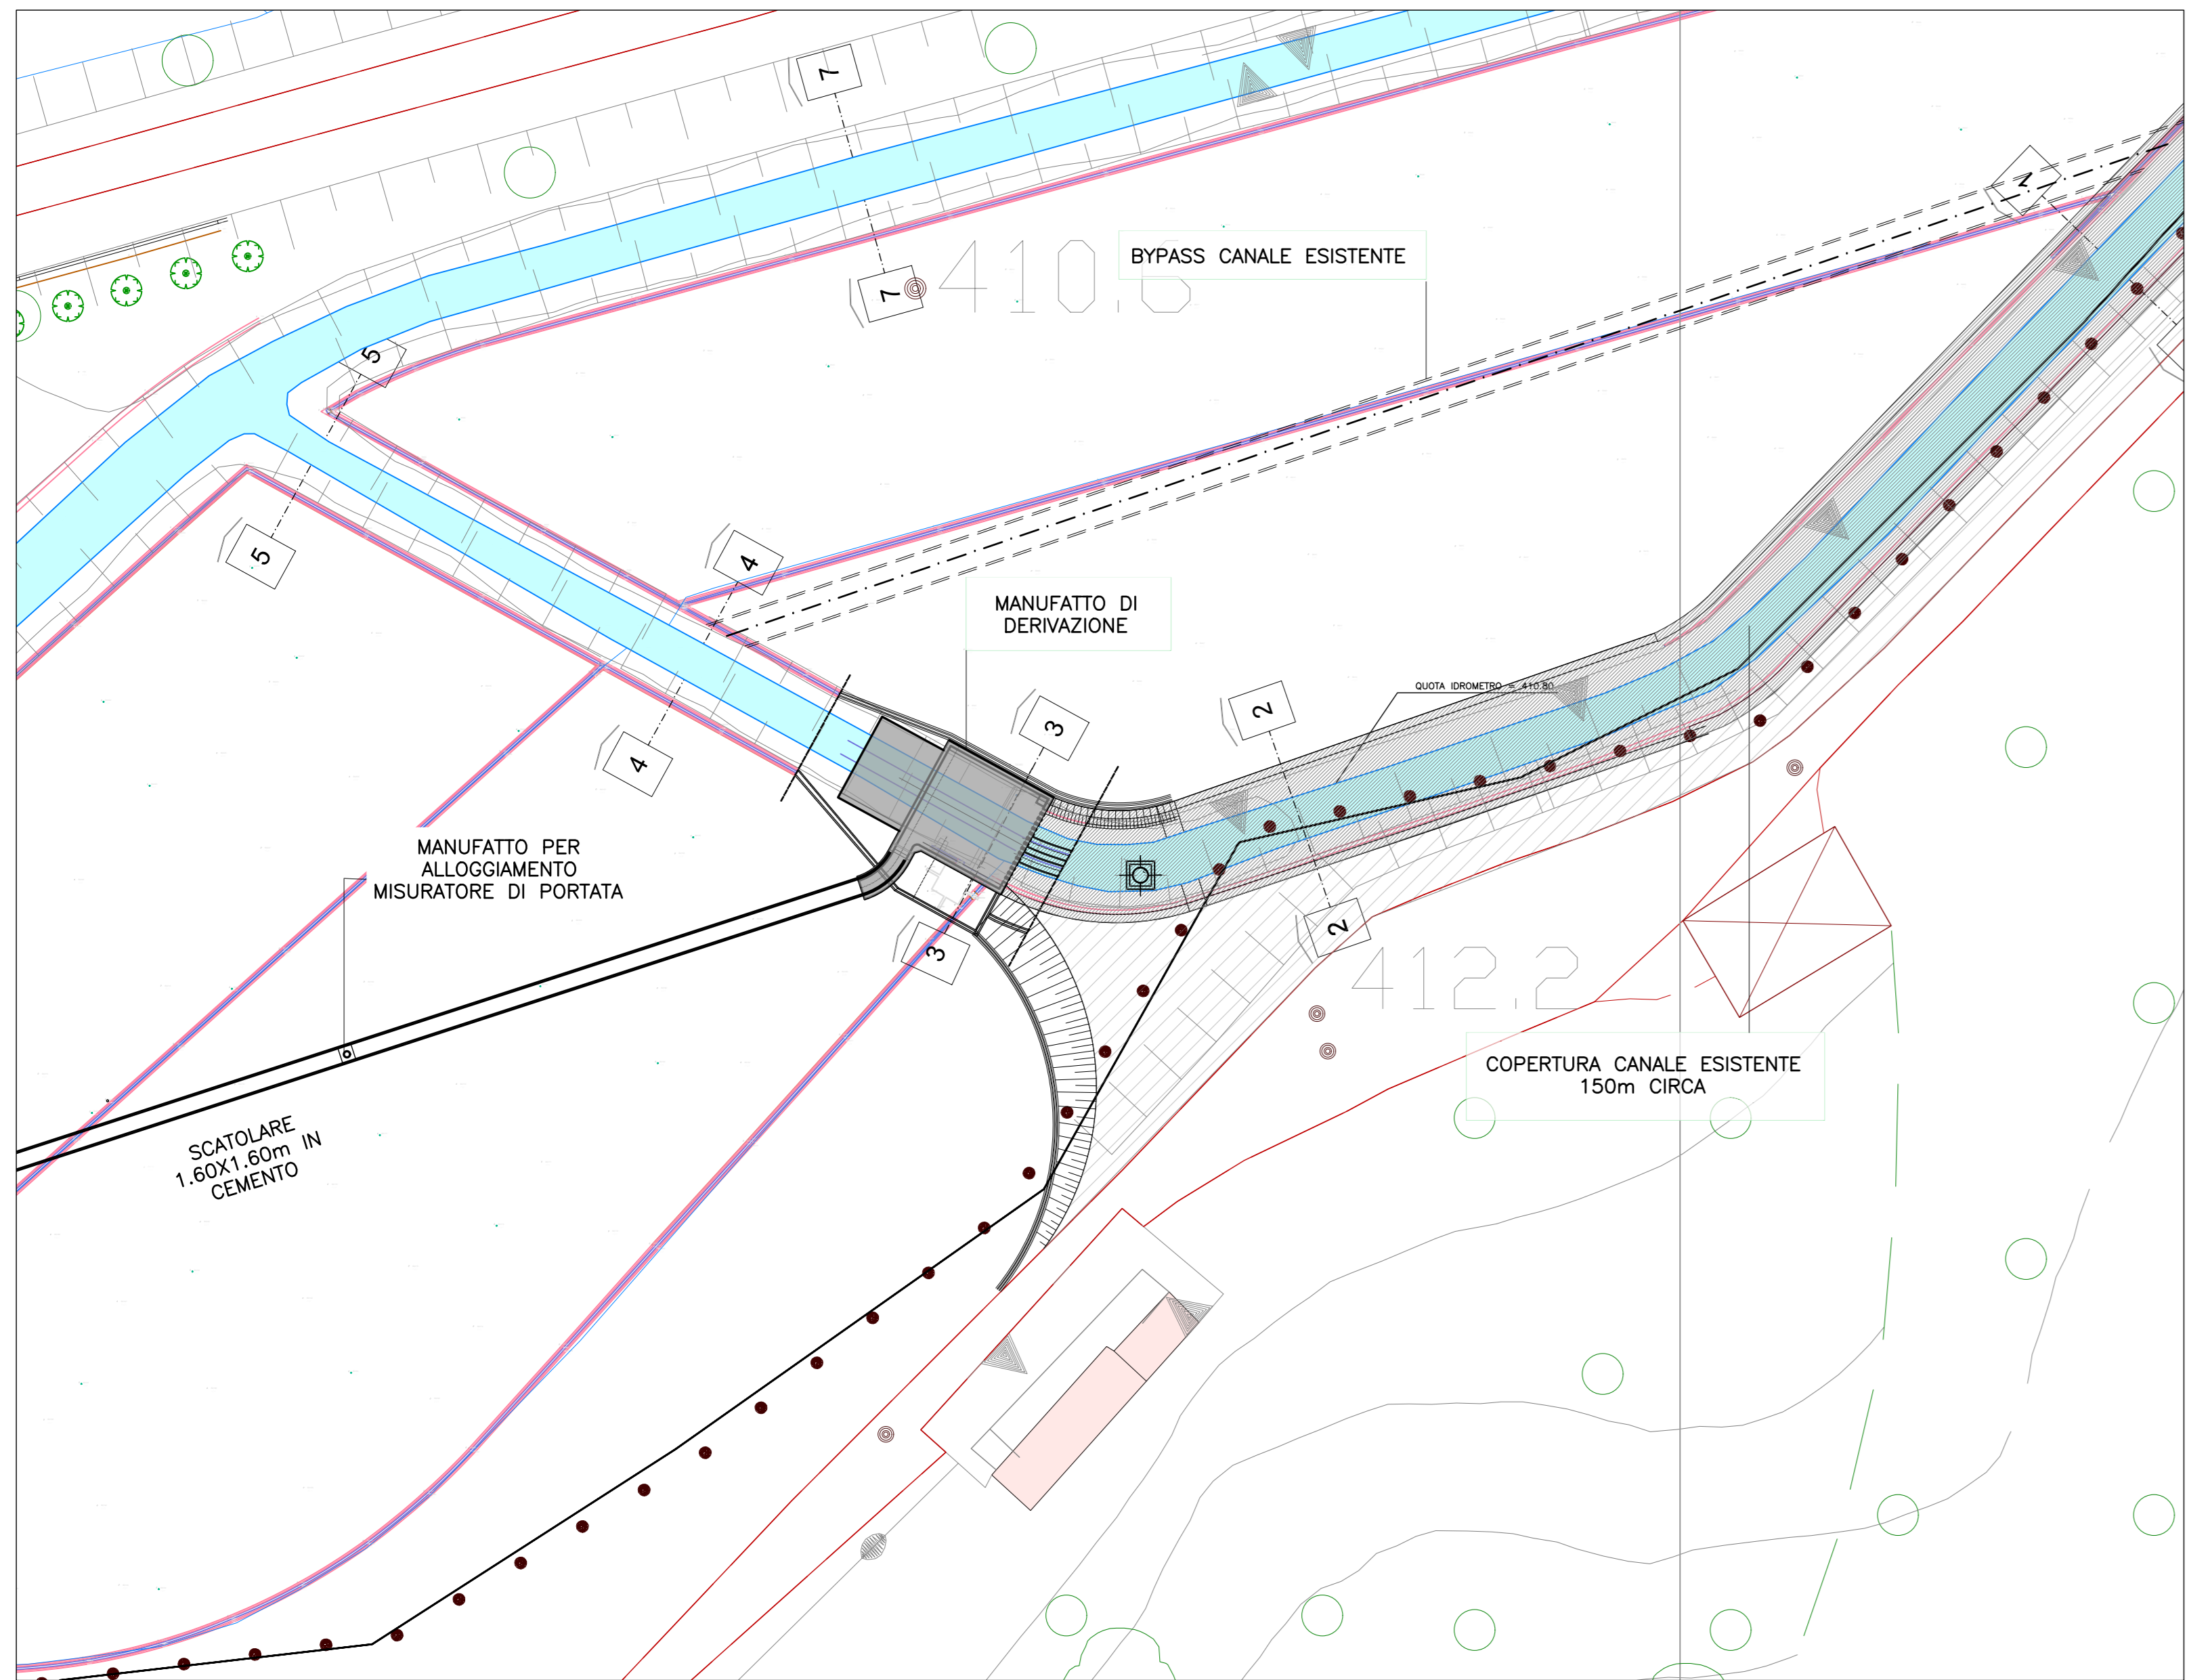 7
7
410.6
BYPASS CANALE ESISTENTE
1
5
5
4
4
MANUFATTO DI
DERIVAZIONE
3
3
2
2
QUOTA IDROMETRO = 410.80
MANUFATTO PER
ALLOGGIAMENTO
MISURATORE DI PORTATA
412.2
COPERTURA CANALE ESISTENTE
150m CIRCA
SCATOLARE
1.60X1.60m IN
CEMENTO